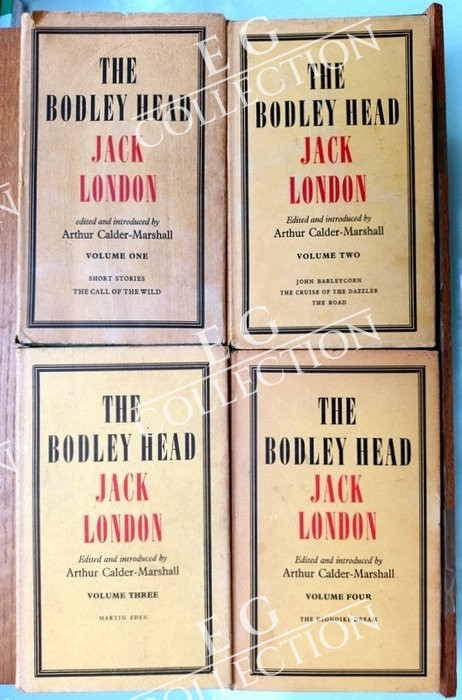 THE
BODLEY HEAD
JACK
LONDON
edited and introduced by
Arthur Calder-Marshall
VOLUME ONE
SHORT STORIES
THE CALL OF THE WILD
THE
BODLEY HEAD
JACK
LONDON
Edited and introduced by
Arthur Calder-Marshall
VOLUME TWO
JOHN BARLEYCORN
THE CRUISE OF THE DAZZLER
THE ROAD
THE
BODLEY HEAD
JACK
LONDON
Edited and introduced by
Arthur Calder-Marshall
VOLUME THREE
MARTIN EDEN
THE
BODLEY HEAD
JACK
LONDON
Edited and introduced by
Arthur Calder-Marshall
VOLUME FOUR
THE KLONDIKE DREAM
EG
COLLECTION
EG
COLLECTION
EG
COLLECTION